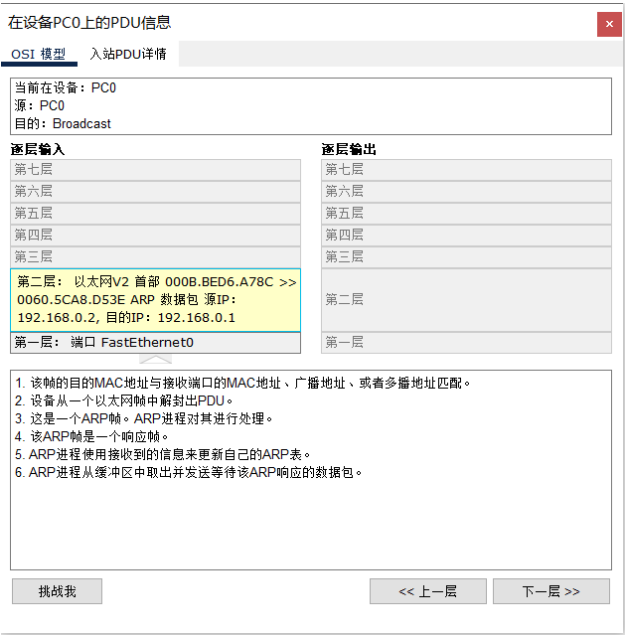 在设备PC0上的PDU信息
×
OSI 模型
入站PDU详情
当前在设备：PC0
源：PC0
目的：Broadcast
逐层输入
第七层
第六层
第五层
第四层
第三层
第二层： 以太网V2 首部 000B.BED6.A78C >>
0060.5CA8.D53E ARP 数据包 源IP：
192.168.0.2, 目的IP：192.168.0.1
第一层： 端口 FastEthernet0
逐层输出
第七层
第六层
第五层
第四层
第三层
第二层
第一层
1. 该帧的目的MAC地址与接收端口的MAC地址、广播地址、或者多播地址匹配。
2. 设备从一个以太网帧中解封出PDU。
3. 这是一个ARP帧。ARP进程对其进行处理。
4. 该ARP帧是一个响应帧。
5. ARP进程使用接收到的信息来更新自己的ARP表。
6. ARP进程从缓冲区中取出并发送等待该ARP响应的数据包。
挑战我
<< 上一层
下一层 >>